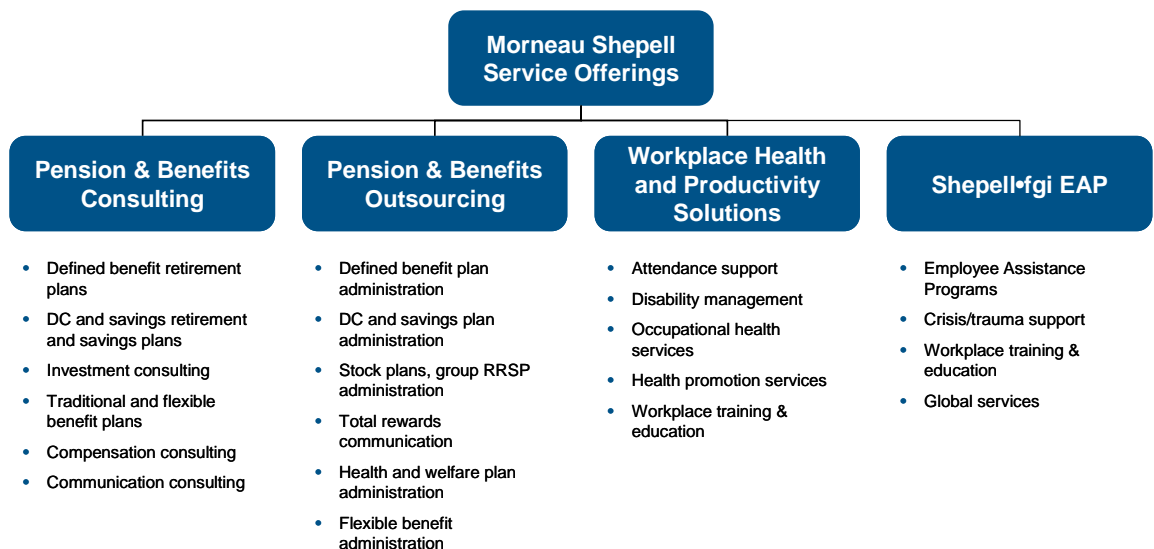 Morneau Shepell
Service Offerings
Pension & Benefits
Consulting
Pension & Benefits
Outsourcing
Workplace Health
and Productivity
Solutions
Shepell•fgi EAP
• Defined benefit retirement
plans
• DC and savings retirement
and savings plans
• Investment consulting
• Traditional and flexible
benefit plans
• Compensation consulting
• Communication consulting
• Defined benefit plan
administration
• DC and savings plan
administration
• Stock plans, group RRSP
administration
• Total rewards
communication
• Health and welfare plan
administration
• Flexible benefit
administration
• Attendance support
• Disability management
• Occupational health
services
• Health promotion services
• Workplace training &
education
• Employee Assistance
Programs
• Crisis/trauma support
• Workplace training &
education
• Global services